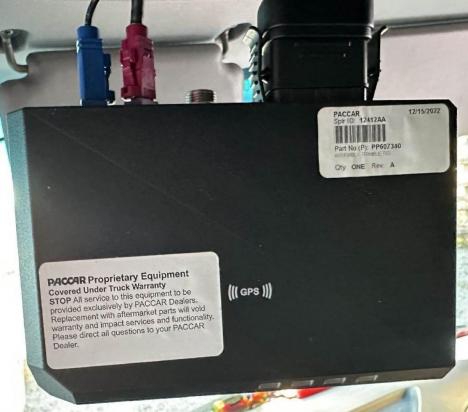 PACCAR 12/15/2022
Splr ID: 12412AA
Part No (P): PP607340
Qty ONE Rev: A
PACCAR Proprietary Equipment
Covered Under Truck Warranty
STOP All service to this equipment to be
provided exclusively by PACCAR Dealers.
Replacement with aftermarket parts will void
warranty and impact services and functionality.
Please direct all questions to your PACCAR
Dealer.
((( GPS )))